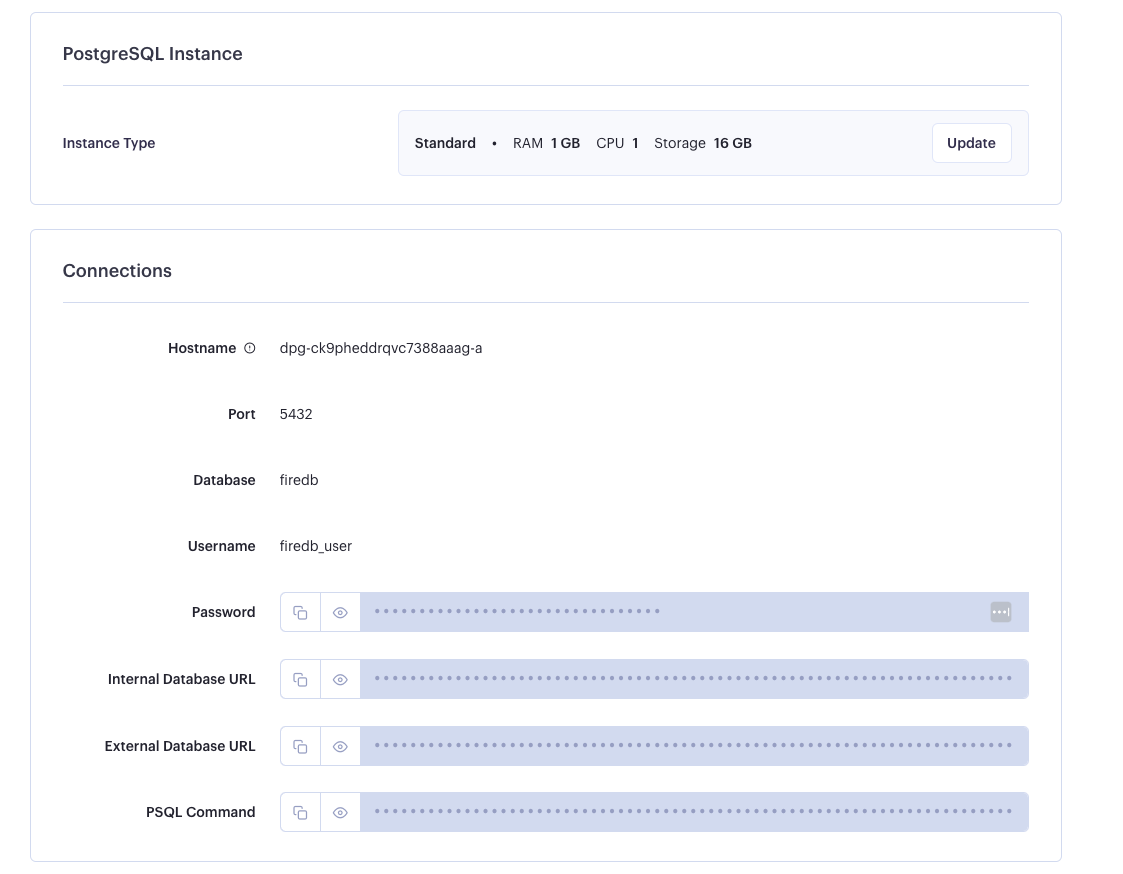 PostgreSQL Instance
Instance Type
Standard • RAM 1 GB CPU 1 Storage 16 GB
Update
Connections
Hostname dpg-ck9pheddrqvc7388aaag-a
Port 5432
Database firedb
Username firedb_user
Password
Internal Database URL
External Database URL
PSQL Command